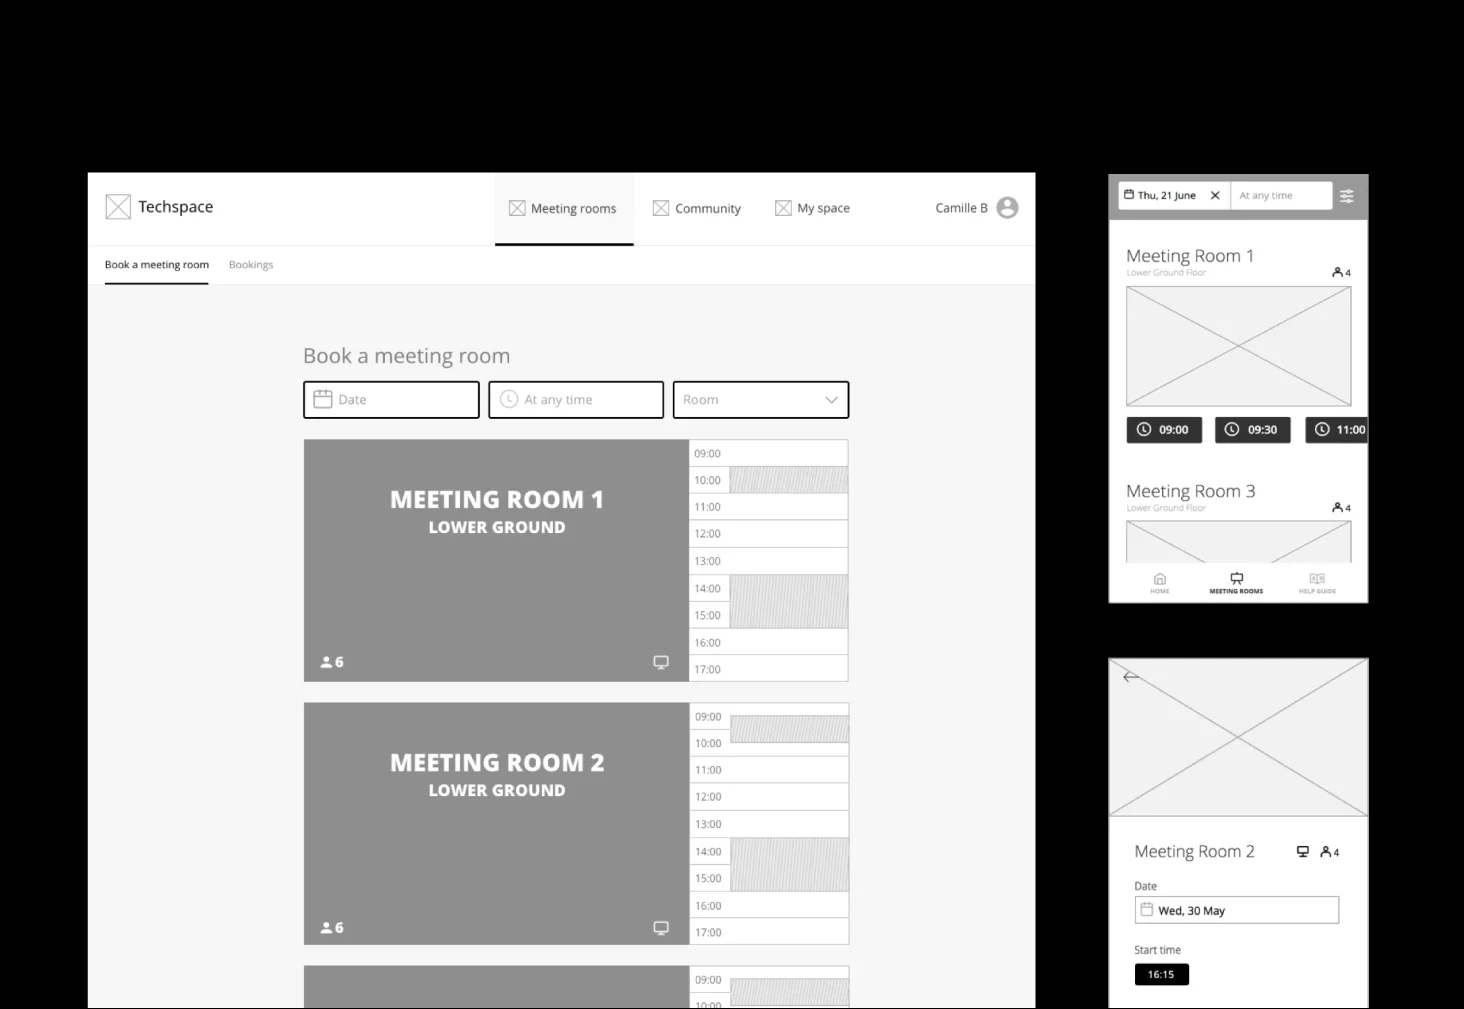 Techspace
Meeting rooms
Community
My space
Camille B
Book a meeting room
Bookings
Book a meeting room
Date
At any time
Room
MEETING ROOM 1
LOWER GROUND
6
09:00
10:00
11:00
12:00
13:00
14:00
15:00
16:00
17:00
MEETING ROOM 2
LOWER GROUND
6
09:00
10:00
11:00
12:00
13:00
14:00
15:00
16:00
17:00
09:00
10:00
Thu, 21 June
At any time
Meeting Room 1
Lower Ground Floor
4
09:00
09:30
11:00
Meeting Room 3
Lower Ground Floor
4
HOME
MEETING ROOMS
HELP GUIDE
Meeting Room 2
4
Date
Wed, 30 May
Start time
16:15